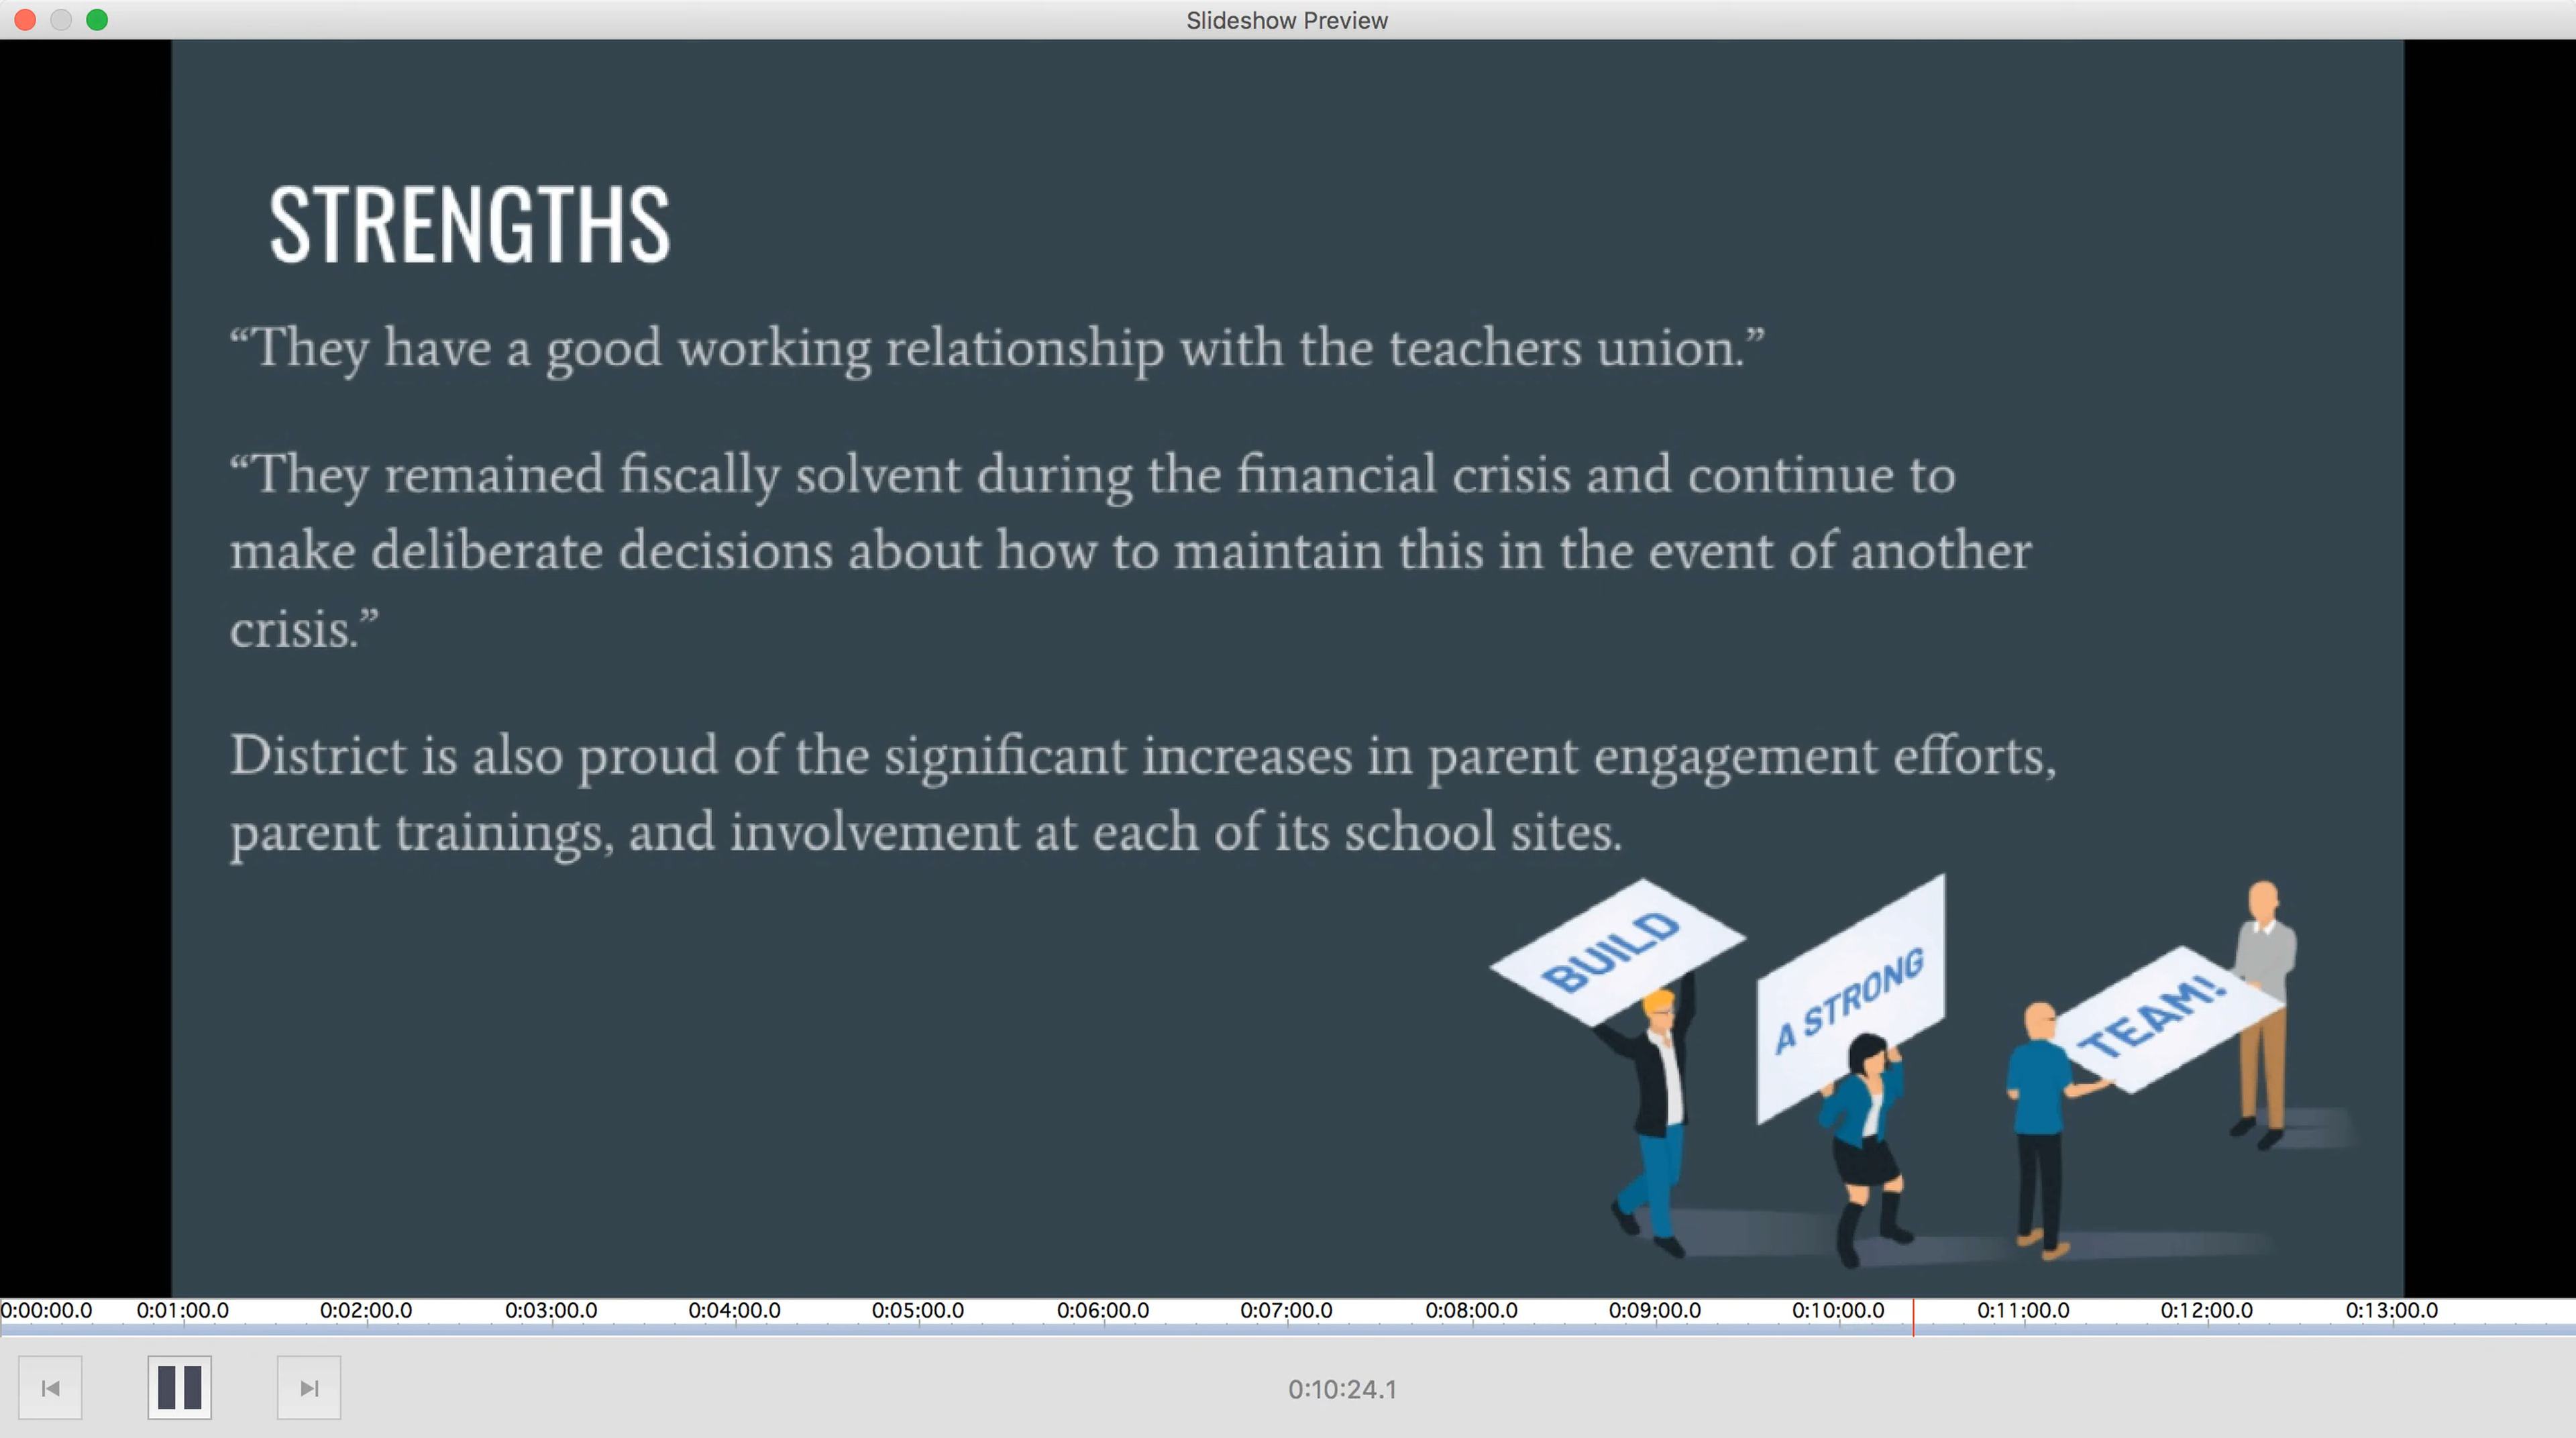 Slideshow Preview
STRENGTHS
“They have a good working relationship with the teachers union.”
“They remained fiscally solvent during the financial crisis and continue to
make deliberate decisions about how to maintain this in the event of another
crisis.”
District is also proud of the significant increases in parent engagement efforts,
parent trainings, and involvement at each of its school sites.
BUILD
A STRONG
TEAM!
0:00:00.0 0:01:00.0 0:02:00.0 0:03:00.0 0:04:00.0 0:05:00.0 0:06:00.0 0:07:00.0 0:08:00.0 0:09:00.0 0:10:00.0 0:11:00.0 0:12:00.0 0:13:00.0
0:10:24.1